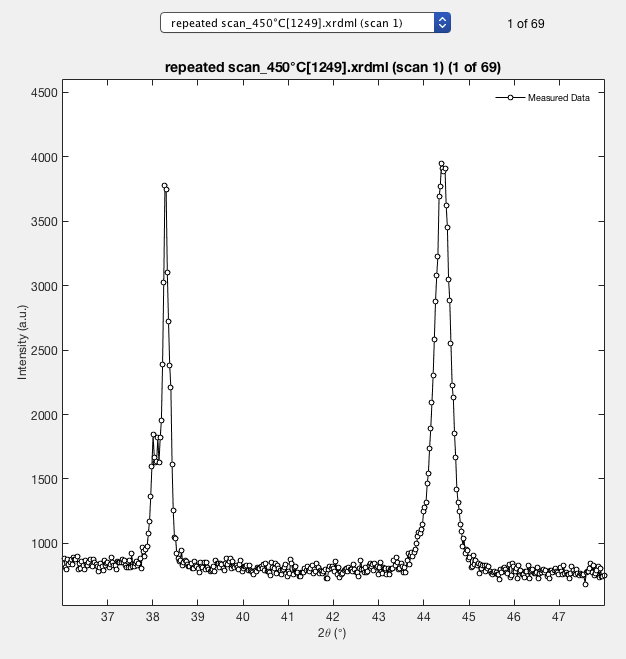 repeated scan_450°C[1249].xrdml (scan 1)
1 of 69
repeated scan_450°C[1249].xrdml (scan 1) (1 of 69)
Measured Data
4500
4000
3500
3000
2500
2000
1500
1000
Intensity (a.u.)
37 38 39 40 41 42 43 44 45 46 47
2θ (°)